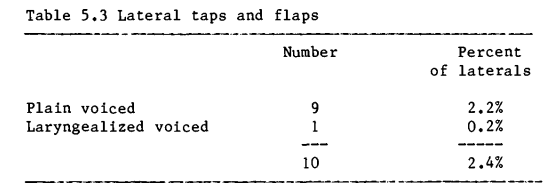 Table 5.3 Lateral taps and flaps
Number Percent
of laterals
Plain voiced 9 2.2%
Laryngealized voiced 1 0.2%
10 2.4%